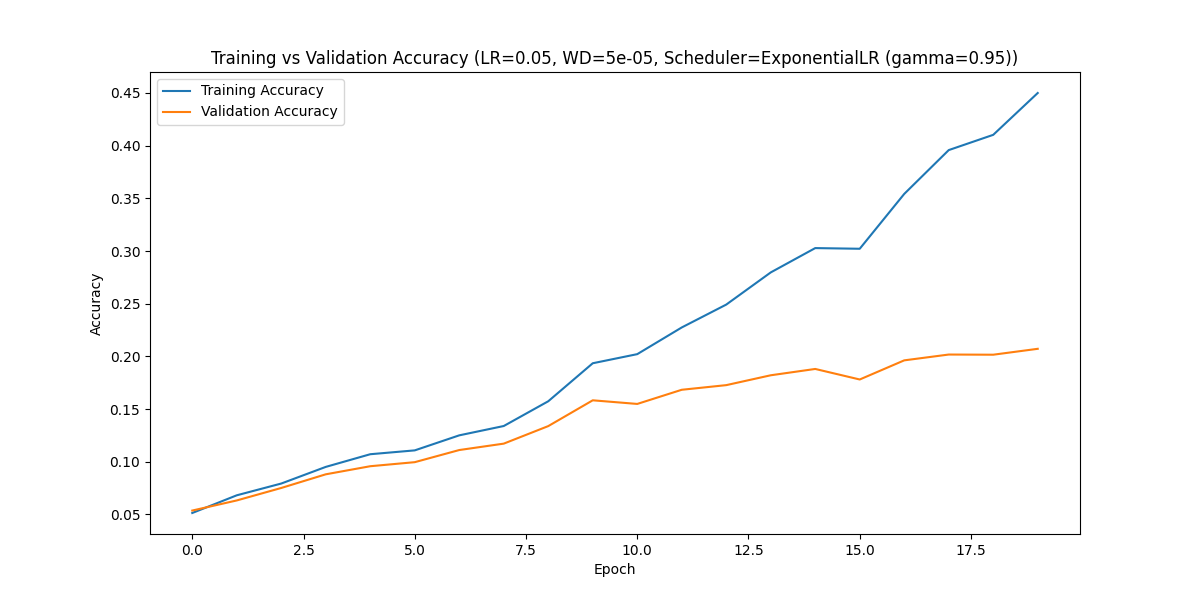 Training vs Validation Accuracy (LR=0.05, WD=5e-05, Scheduler=ExponentialLR (gamma=0.95))
Training Accuracy
Validation Accuracy
0.45
0.40
0.35
0.30
0.25
0.20
0.15
0.10
0.05
Accuracy
0.0 2.5 5.0 7.5 10.0 12.5 15.0 17.5
Epoch